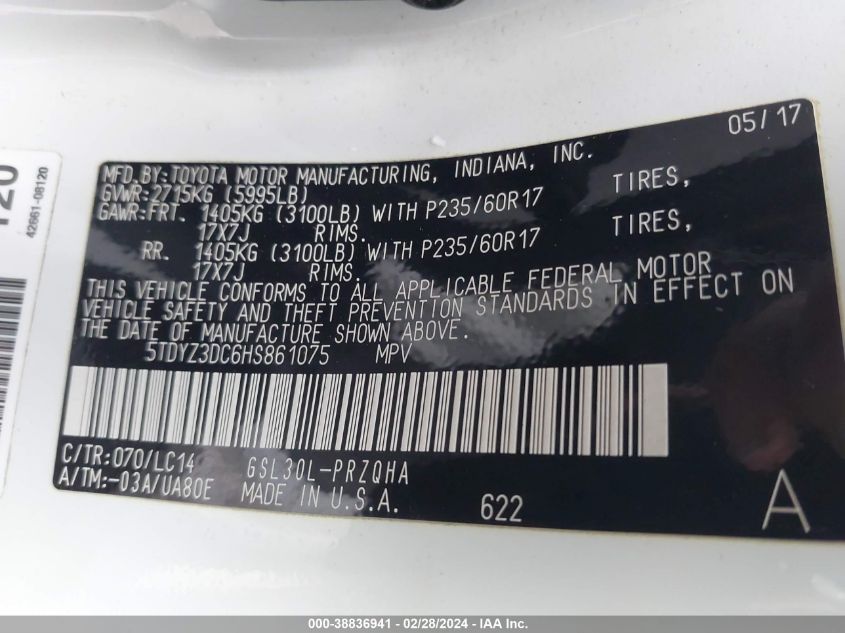 05/17
MFD.BY:TOYOTA MOTOR MANUFACTURING, INDIANA, INC.
GVWR:2715KG (5995LB)
GAWR:FRT. 1405KG (3100LB) WITH P235/60R17 TIRES,
17X7J RIMS.
RR. 1405KG (3100LB) WITH P235/60R17 TIRES,
17X7J RIMS.
THIS VEHICLE CONFORMS TO ALL APPLICABLE FEDERAL MOTOR
VEHICLE SAFETY AND THEFT PREVENTION STANDARDS IN EFFECT ON
THE DATE OF MANUFACTURE SHOWN ABOVE.
5TDYZ3DC6HS861075 MPV
C/TR:070/LC14 GSL30L-PRZQHA
A/TM:-03A/UA80E MADE IN U.S.A. 622 A
42661-08120
000-38836941 / 02/28/2024 - IAA Inc.